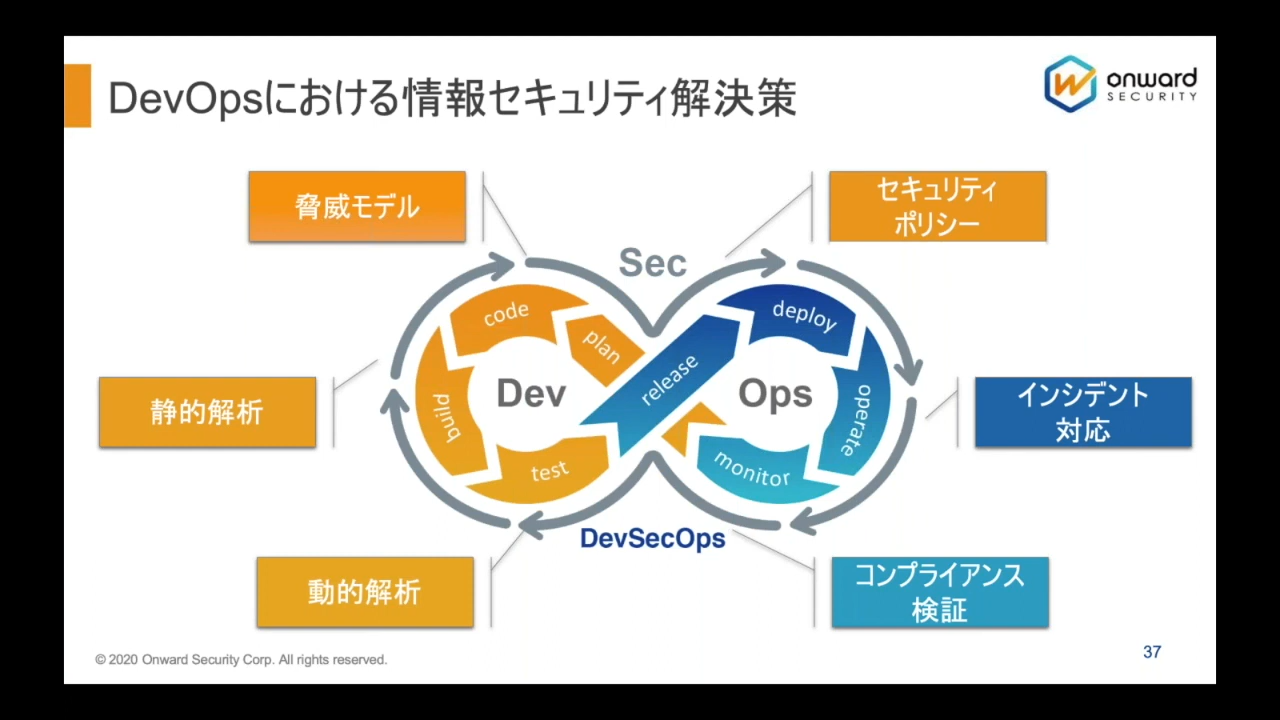 DevOpsにおける情報セキュリティ解決策
onward
SECURITY
脅威モデル
セキュリティ
ポリシー
Sec
code
plan
release
deploy
Dev
Ops
build
operate
test
monitor
静的解析
インシデント
対応
DevSecOps
動的解析
コンプライアンス
検証
© 2020 Onward Security Corp. All rights reserved.
37